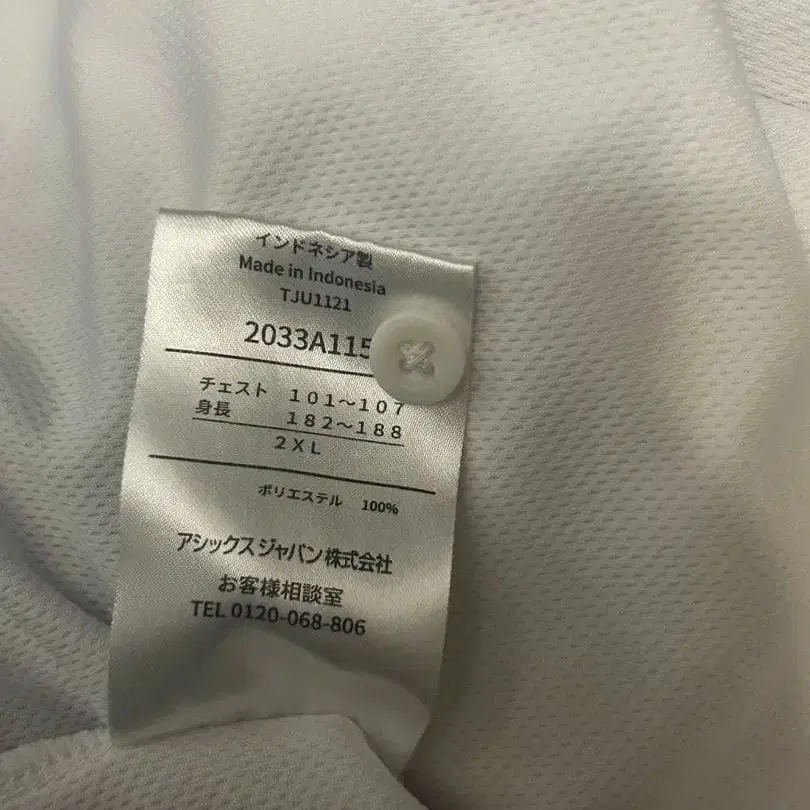 インドネシア製
Made in Indonesia
TJU1121
2033A115
チェスト 101～107
身長 182～188
2XL
ポリエステル 100%
アシックスジャパン株式会社
お客様相談室
TEL 0120-068-806